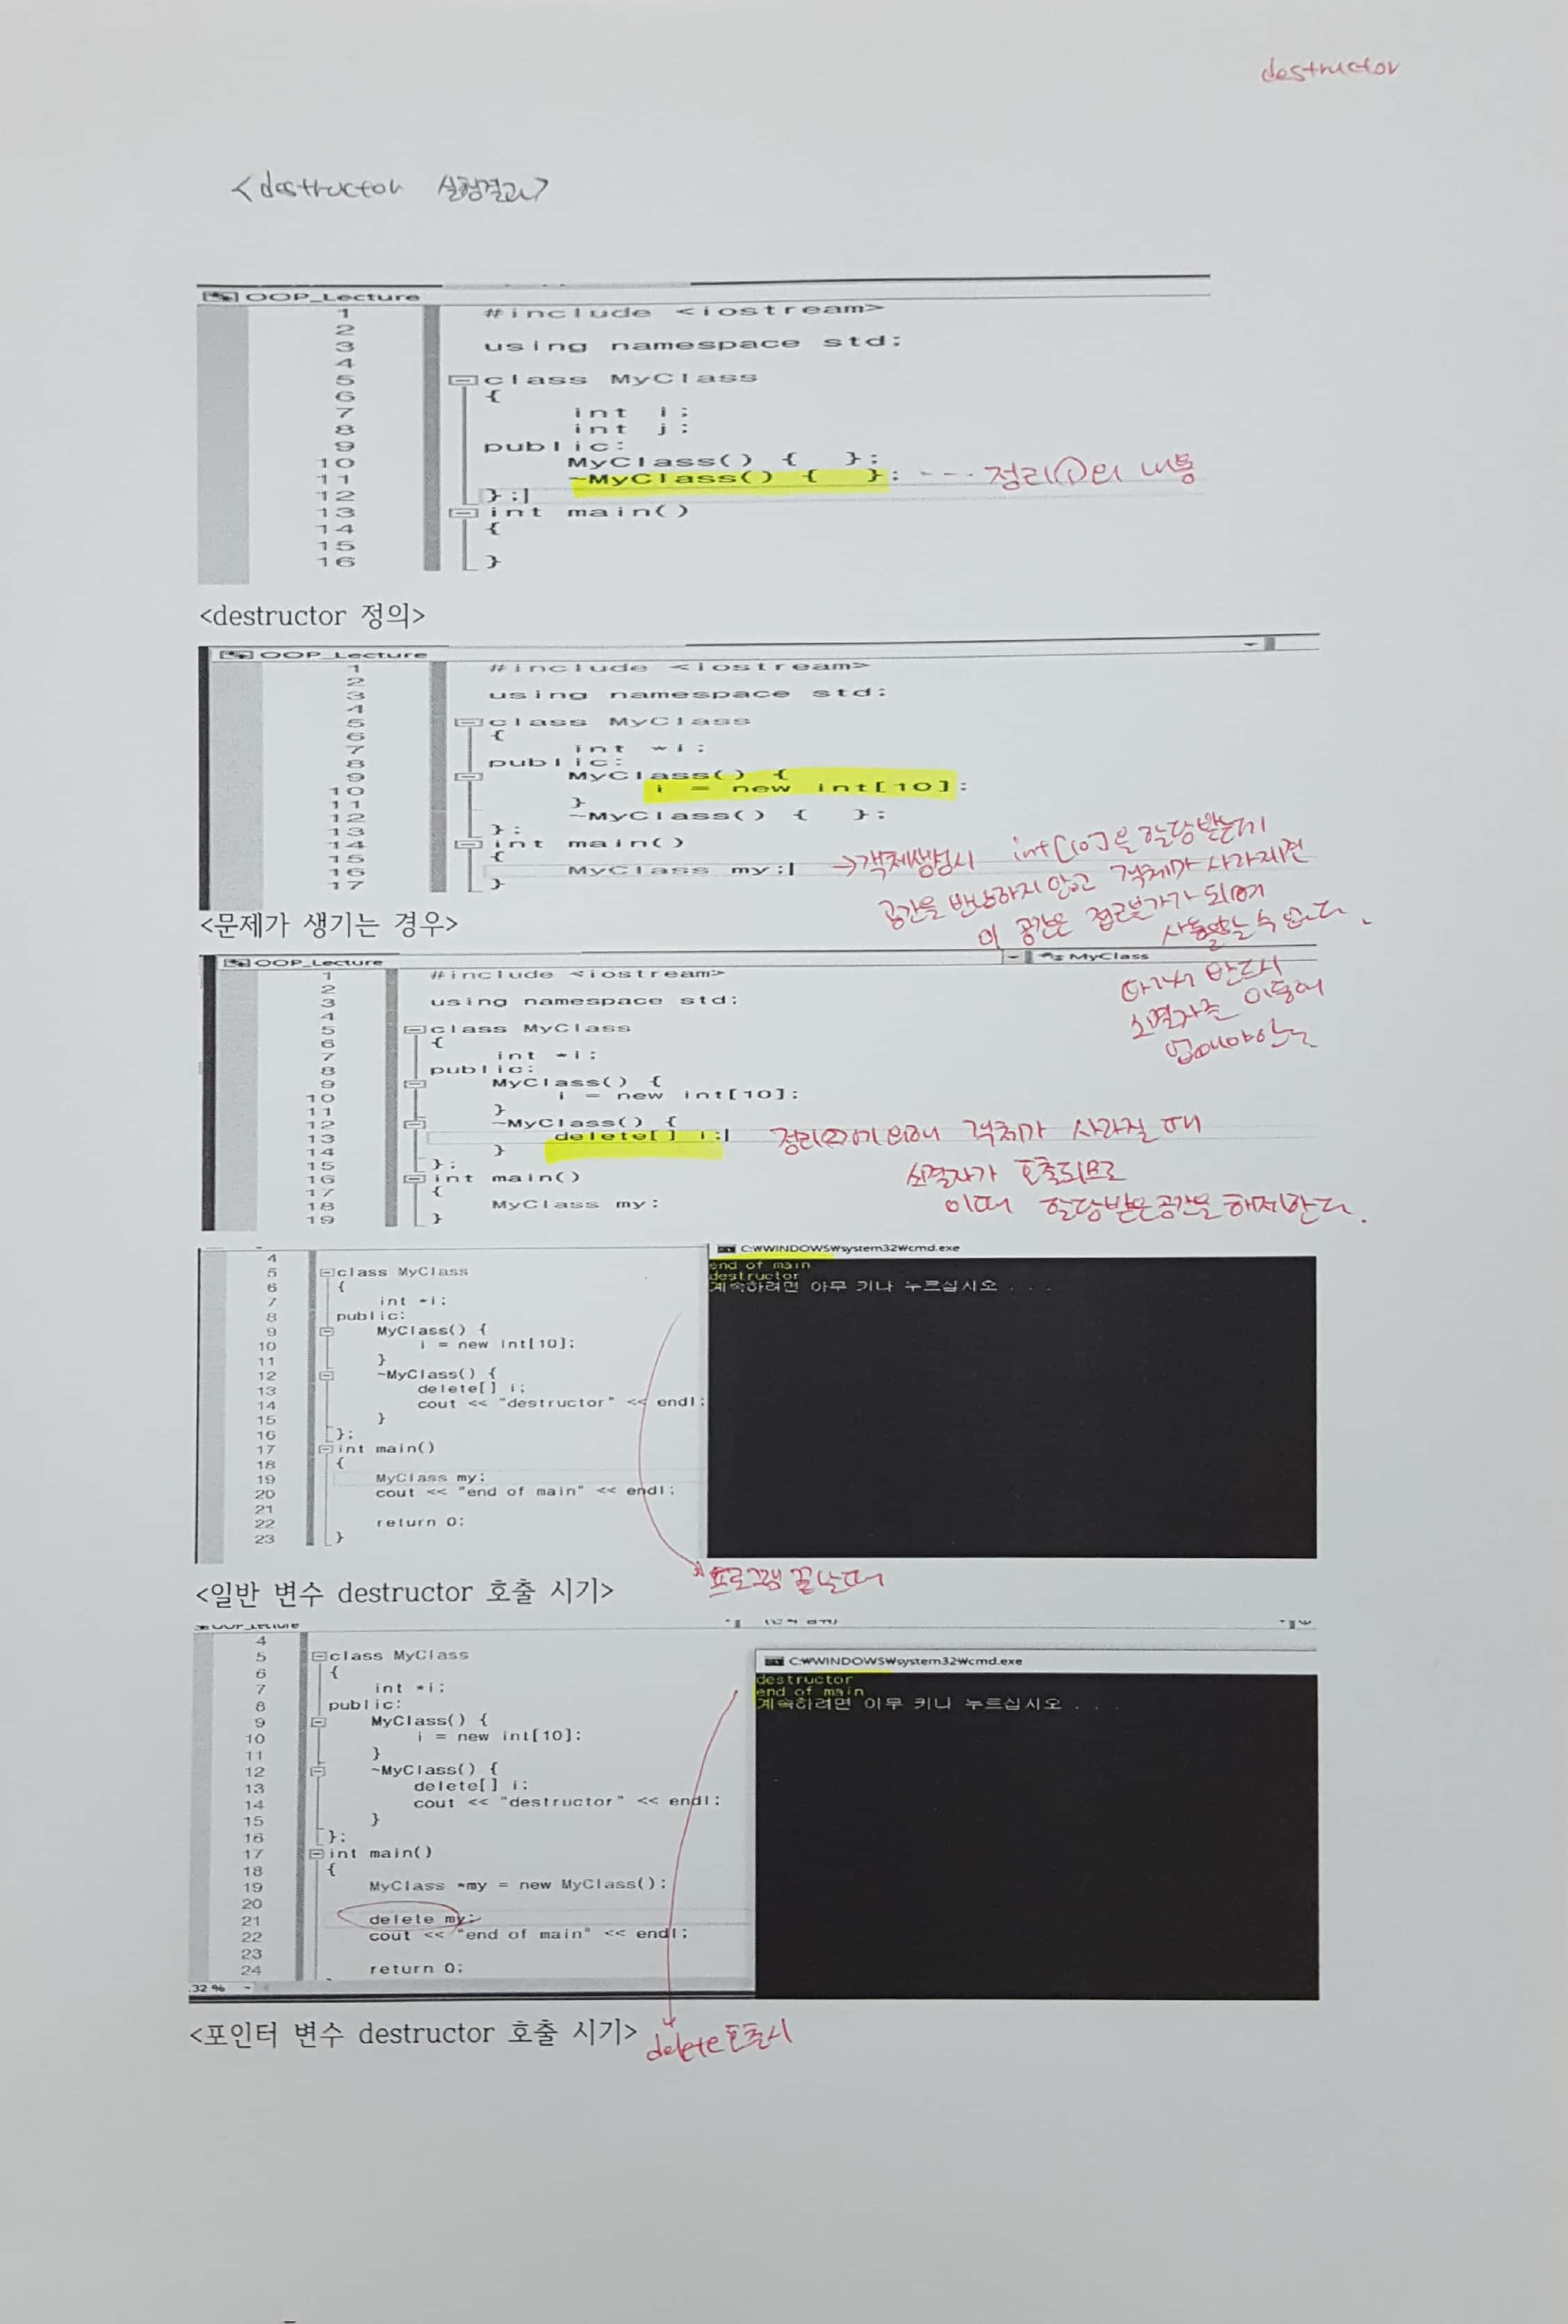 destructor
<destructor 실행결과>
OOP_Lecture
1 #include <iostream>
2
3 using namespace std;
4
5 class MyClass
6 {
7 int i;
8 int j;
9 public:
10 MyClass() { };
11 ~MyClass() { }; --- 정리①의 내용
12 };
13 int main()
14 {
15
16 }
<destructor 정의>
OOP_Lecture
1 #include <iostream>
2
3 using namespace std;
4
5 class MyClass
6 {
7 int *i;
8 public:
9 MyClass() {
10 i = new int[10];
11 }
12 ~MyClass() { };
13 };
14 int main()
15 {
16 MyClass my; →객체생성시 int[10]을 할당받는데
17 }
공간을 반납하지 않고 객체가 사라지면
이 공간은 접근불가가 되며
사용할 수 없다.
<문제가 생기는 경우>
따라서 반드시
소멸자를 이용해
없애야 하는
OOP_Lecture
MyClass
1 #include <iostream>
2
3 using namespace std;
4
5 class MyClass
6 {
7 int *i;
8 public:
9 MyClass() {
10 i = new int[10];
11 }
12 ~MyClass() {
13 delete[] i; 정리②에 의해 객체가 사라질 때
14 }
소멸자가 호출되므로
이때 할당받은공간을 해제한다.
15 };
16 int main()
17 {
18 MyClass my;
19 }
4
5 class MyClass
6 {
7 int *i;
8 public:
9 MyClass() {
10 i = new int[10];
11 }
12 ~MyClass() {
13 delete[] i;
14 cout << "destructor" << endl;
15 }
16 };
17 int main()
18 {
19 MyClass my;
20 cout << "end of main" << endl;
21
22 return 0;
23 }
C:₩WINDOWS₩system32₩cmd.exe
end of main
destructor
계속하려면 아무 키나 누르십시오 . . .
프로그램 끝날때
<일반 변수 destructor 호출 시기>
OOP_Lecture
4
5 class MyClass
6 {
7 int *i;
8 public:
9 MyClass() {
10 i = new int[10];
11 }
12 ~MyClass() {
13 delete[] i;
14 cout << "destructor" << endl;
15 }
16 };
17 int main()
18 {
19 MyClass *my = new MyClass();
20
21 delete my;
22 cout << "end of main" << endl;
23
24 return 0;
32 %
C:₩WINDOWS₩system32₩cmd.exe
destructor
end of main
계속하려면 아무 키나 누르십시오 . . .
<포인터 변수 destructor 호출 시기>
delete호출시